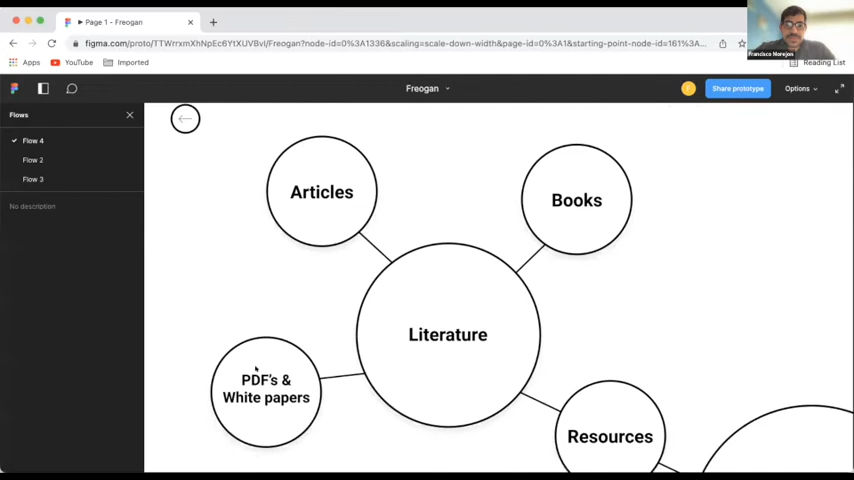 Page 1 - Freogan
figma.com/proto/TTWrrxmXhNpEc6YtXUVBvI/Freogan?node-id=0%3A1336&scaling=scale-down-width&page-id=0%3A1&starting-point-node-id=161%3A...
Apps
YouTube
Imported
Francisco Norejon
Reading List
Freogan
Share prototype
Options
Flows
Flow 4
Flow 2
Flow 3
No description
Articles
Books
Literature
PDF's &
White papers
Resources